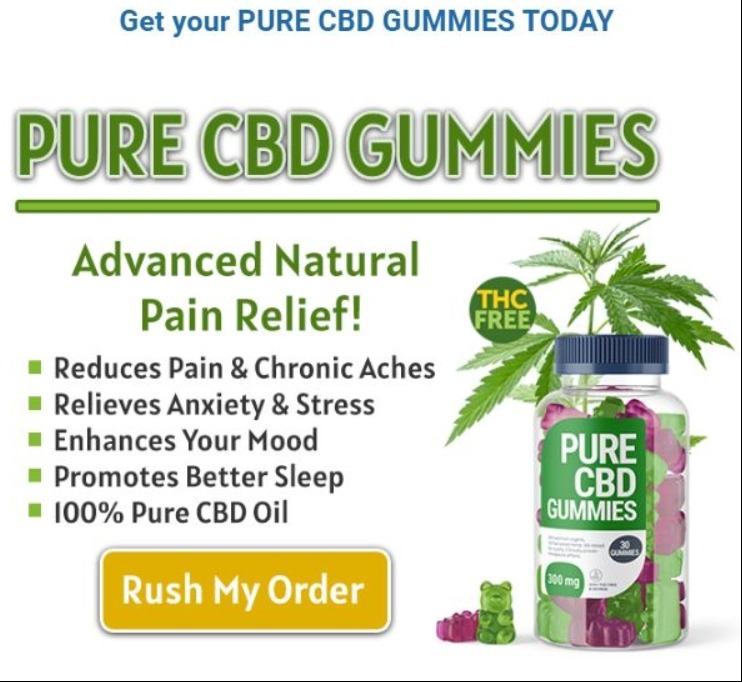 Get your PURE CBD GUMMIES TODAY
PURE CBD GUMMIES
Advanced Natural
Pain Relief!
Reduces Pain & Chronic Aches
Relieves Anxiety & Stress
Enhances Your Mood
Promotes Better Sleep
100% Pure CBD Oil
Rush My Order
THC
FREE
PURE
CBD
GUMMIES
30
GUMMIES
300 mg